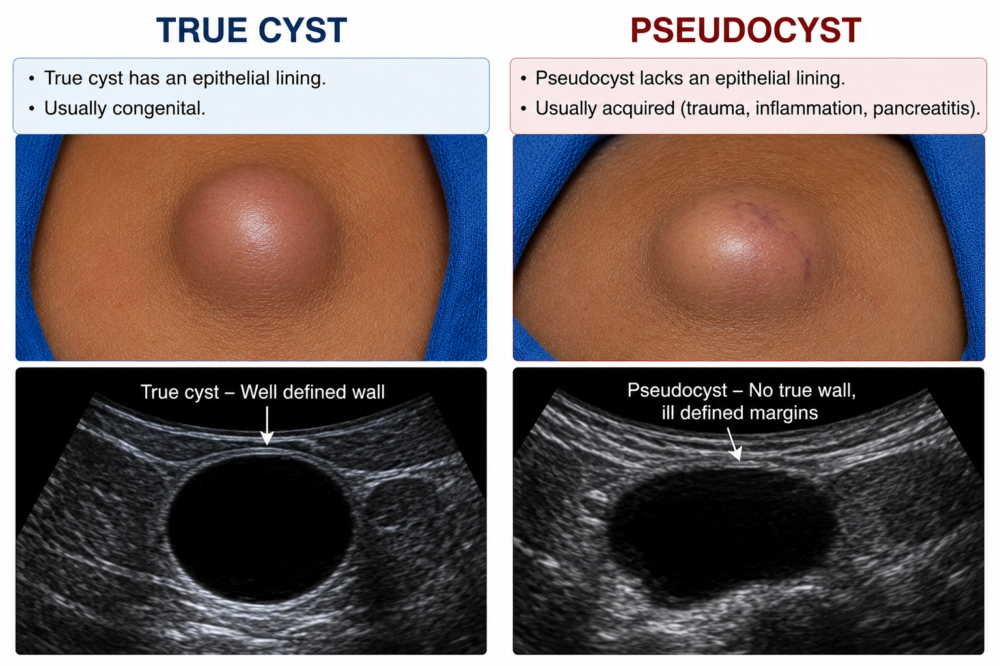 TRUE CYST
• True cyst has an epithelial lining.
• Usually congenital.
True cyst – Well defined wall
PSEUDOCYST
• Pseudocyst lacks an epithelial lining.
• Usually acquired (trauma, inflammation, pancreatitis).
Pseudocyst – No true wall,
ill defined margins